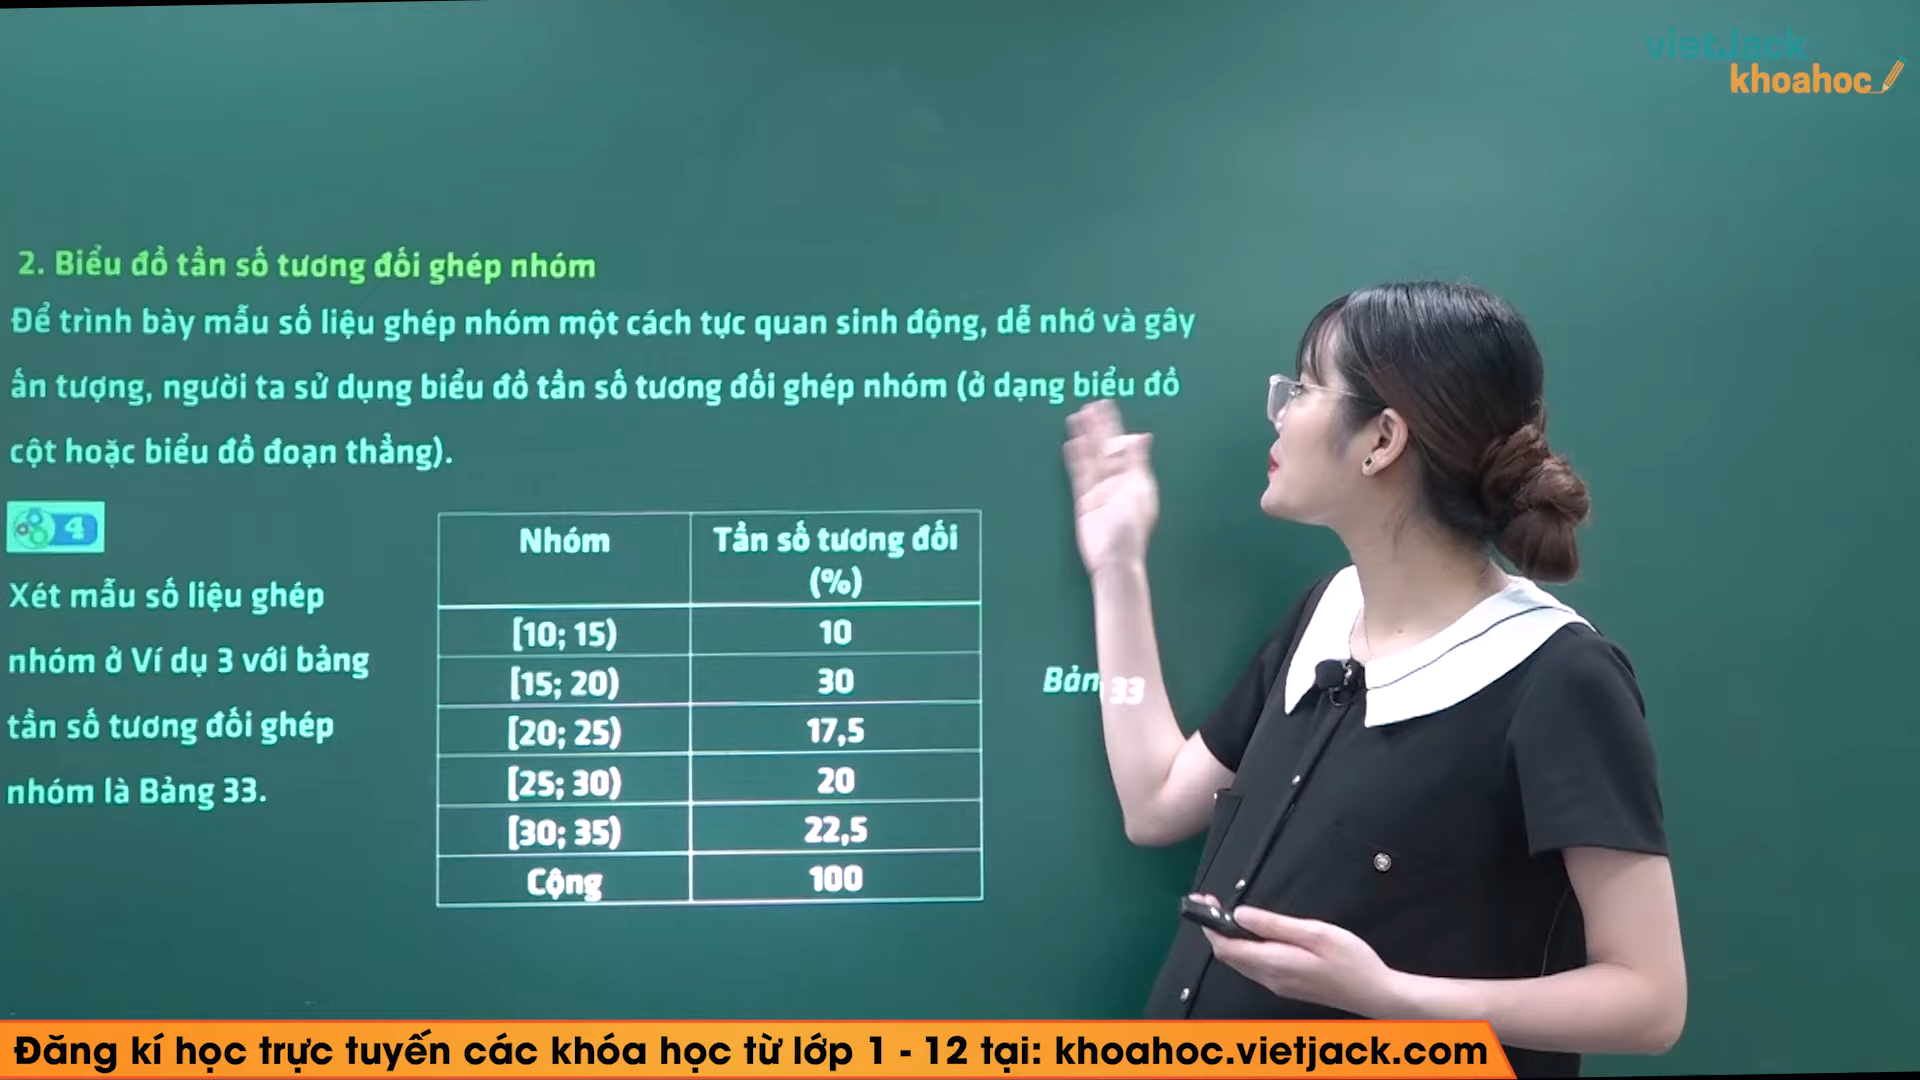 vietJack
khoahoc
2. Biểu đồ tần số tương đối ghép nhóm
Để trình bày mẫu số liệu ghép nhóm một cách tực quan sinh động, dễ nhớ và gây
ấn tượng, người ta sử dụng biểu đồ tần số tương đối ghép nhóm (ở dạng biểu đồ
cột hoặc biểu đồ đoạn thẳng).
4
Xét mẫu số liệu ghép
nhóm ở Ví dụ 3 với bảng
tần số tương đối ghép
nhóm là Bảng 33.
Nhóm Tần số tương đối
(%)
[10; 15) 10
[15; 20) 30
[20; 25) 17,5
[25; 30) 20
[30; 35) 22,5
Cộng 100
Bản 33
Đăng kí học trực tuyến các khóa học từ lớp 1 - 12 tại: khoahoc.vietjack.com